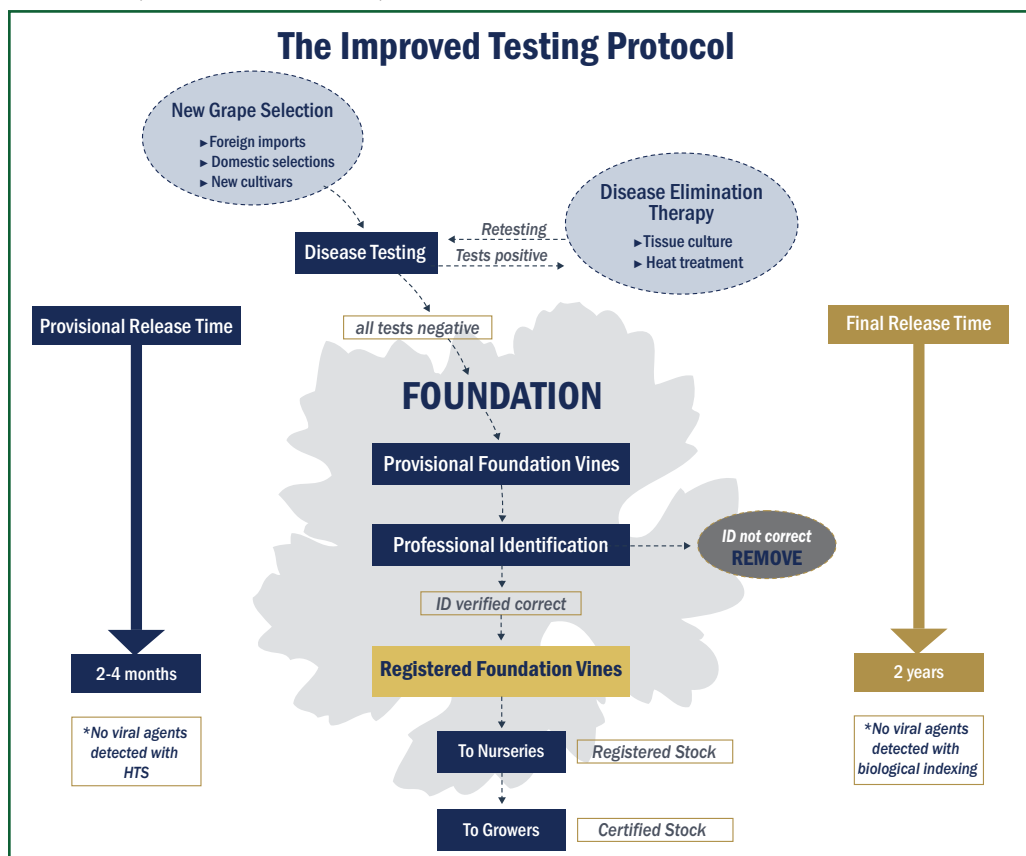 The Improved Testing Protocol
New Grape Selection
▸Foreign imports
▸ Domestic selections
▸ New cultivars
Disease Elimination
Therapy
▸Tissue culture
▸ Heat treatment
Retesting
Disease Testing
Tests positive
Provisional Release Time
all tests negative
Final Release Time
FOUNDATION
Provisional Foundation Vines
Professional Identification
ID not correct
REMOVE
ID verified correct
Registered Foundation Vines
2-4 months
2 years
*No viral agents
detected with
HTS
*No viral agents
detected with
biological indexing
To Nurseries
Registered Stock
To Growers
Certified Stock